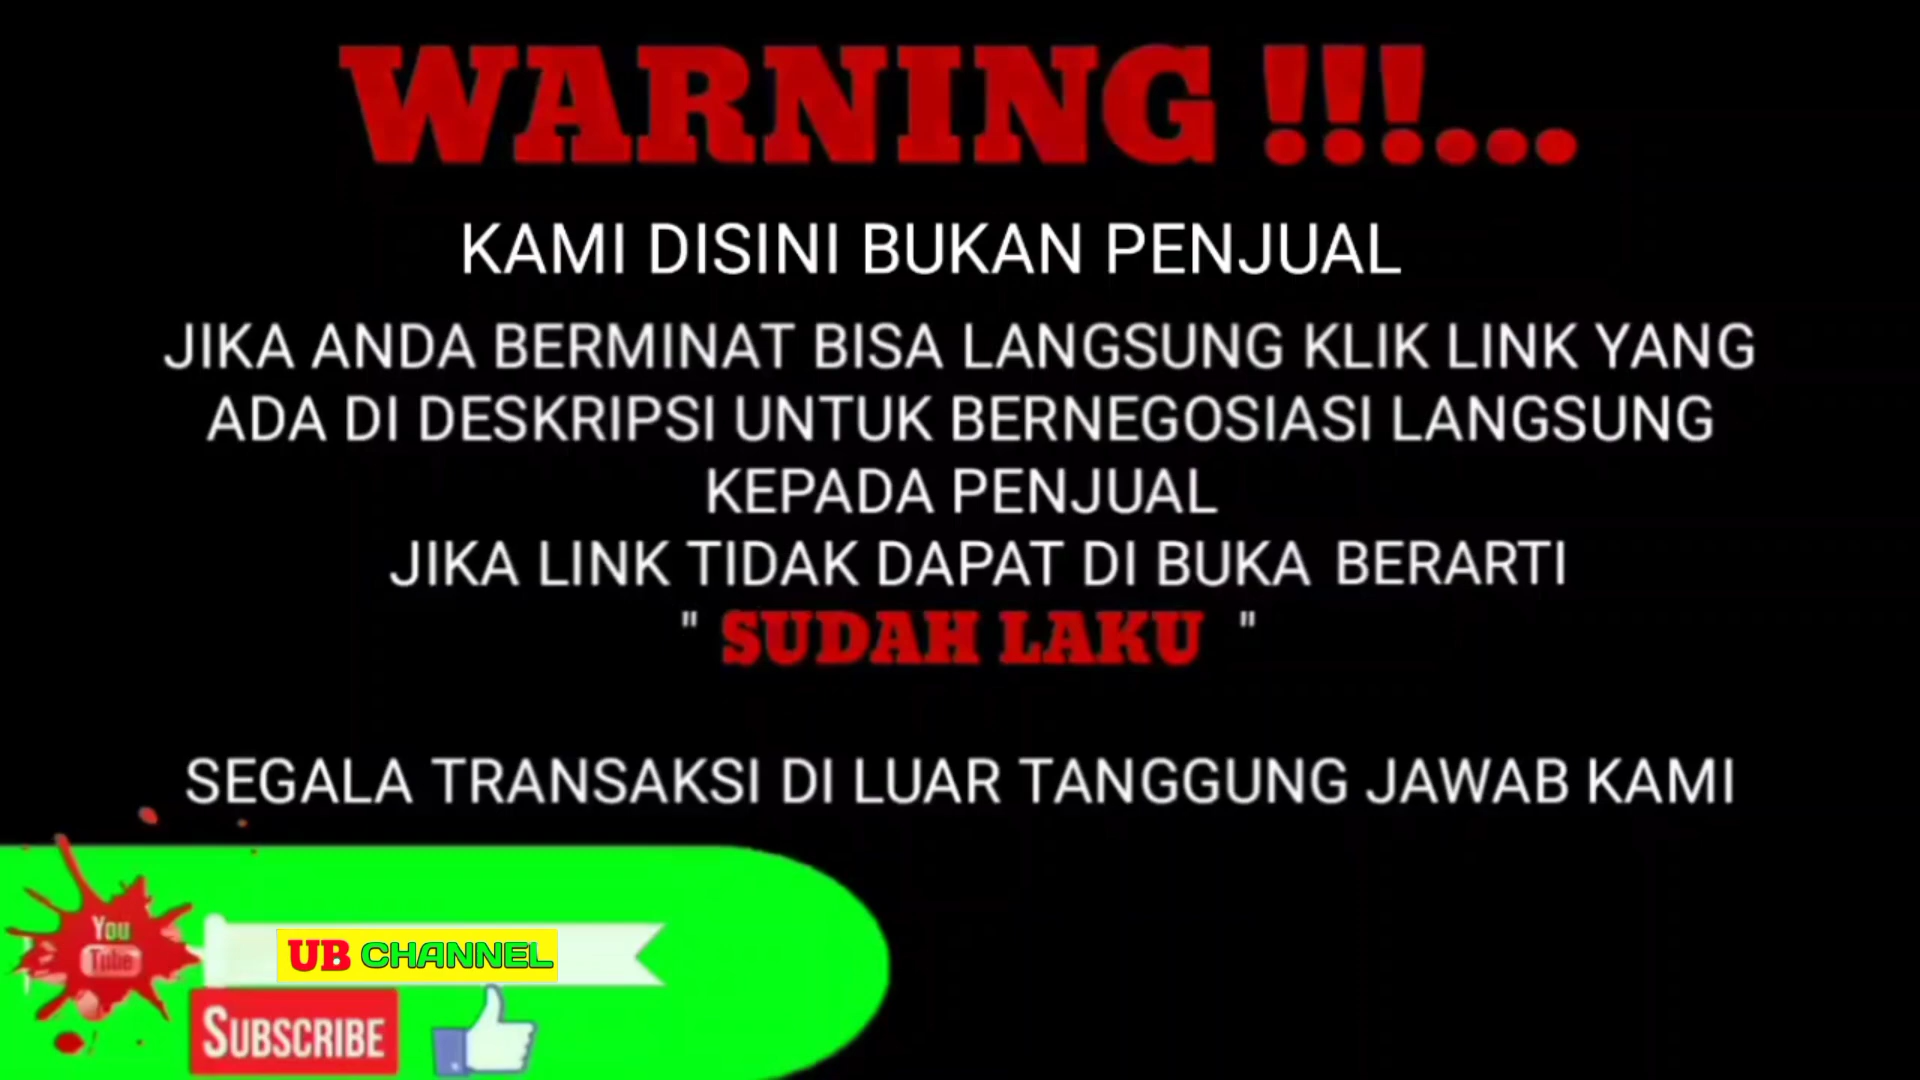 WARNING !!!...
KAMI DISINI BUKAN PENJUAL
JIKA ANDA BERMINAT BISA LANGSUNG KLIK LINK YANG
ADA DI DESKRIPSI UNTUK BERNEGOSIASI LANGSUNG
KEPADA PENJUAL
JIKA LINK TIDAK DAPAT DI BUKA BERARTI
" SUDAH LAKU "
SEGALA TRANSAKSI DI LUAR TANGGUNG JAWAB KAMI
You
Tube
UB CHANNEL
SUBSCRIBE